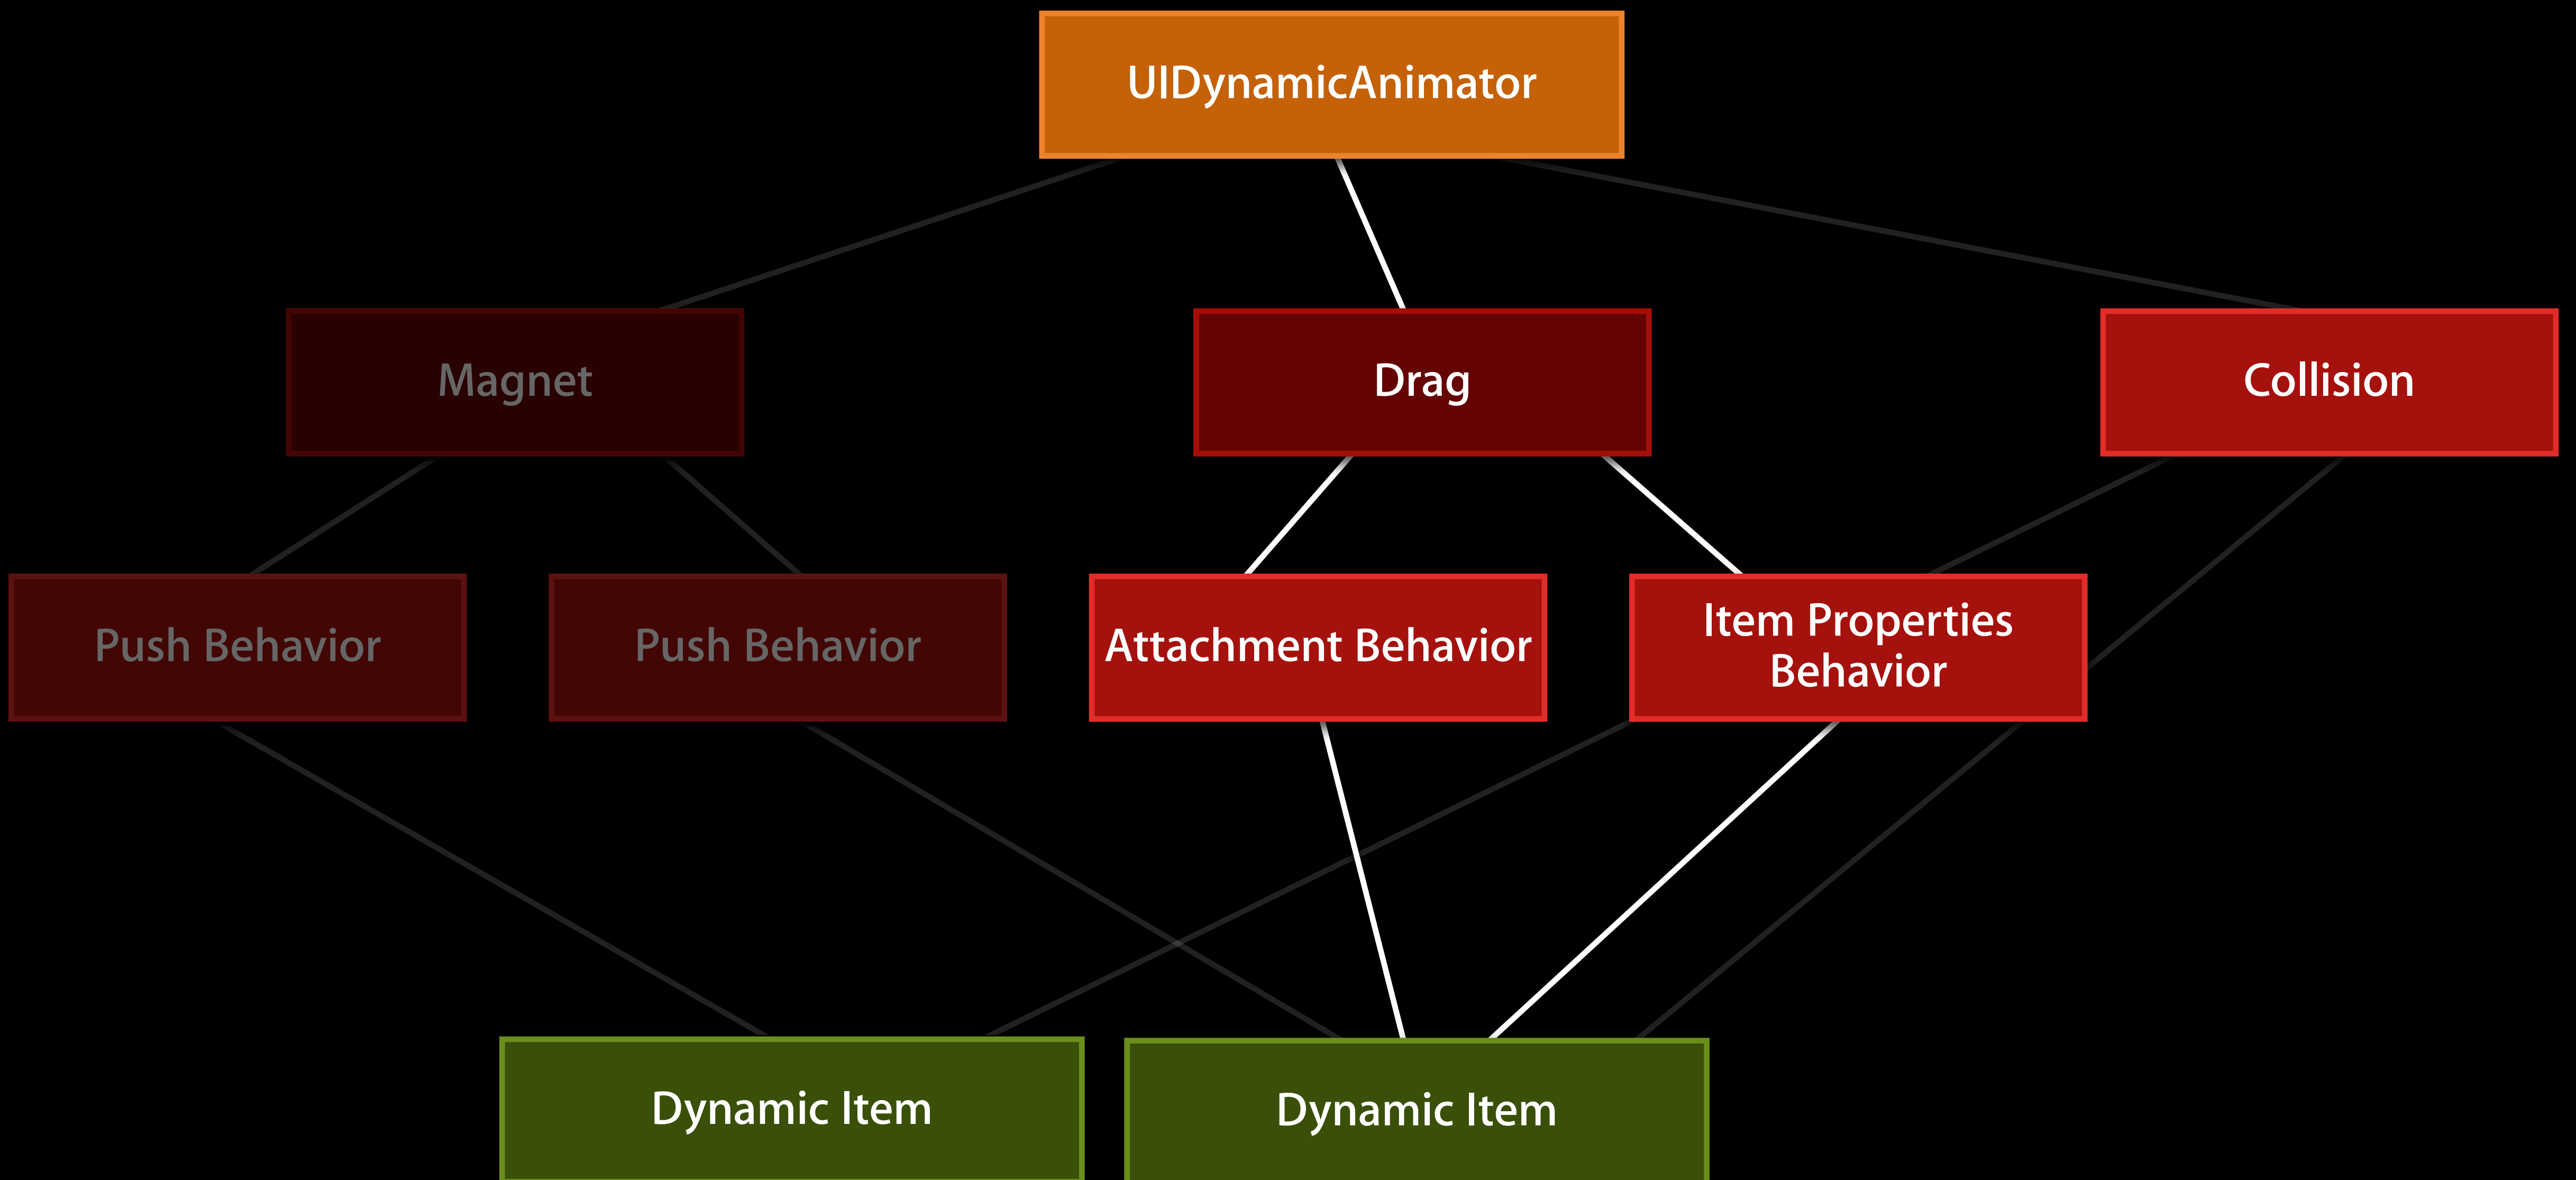 UIDynamicAnimator
Magnet
Drag
Collision
Push Behavior
Push Behavior
Attachment Behavior
Item Properties
Behavior
Dynamic Item
Dynamic Item